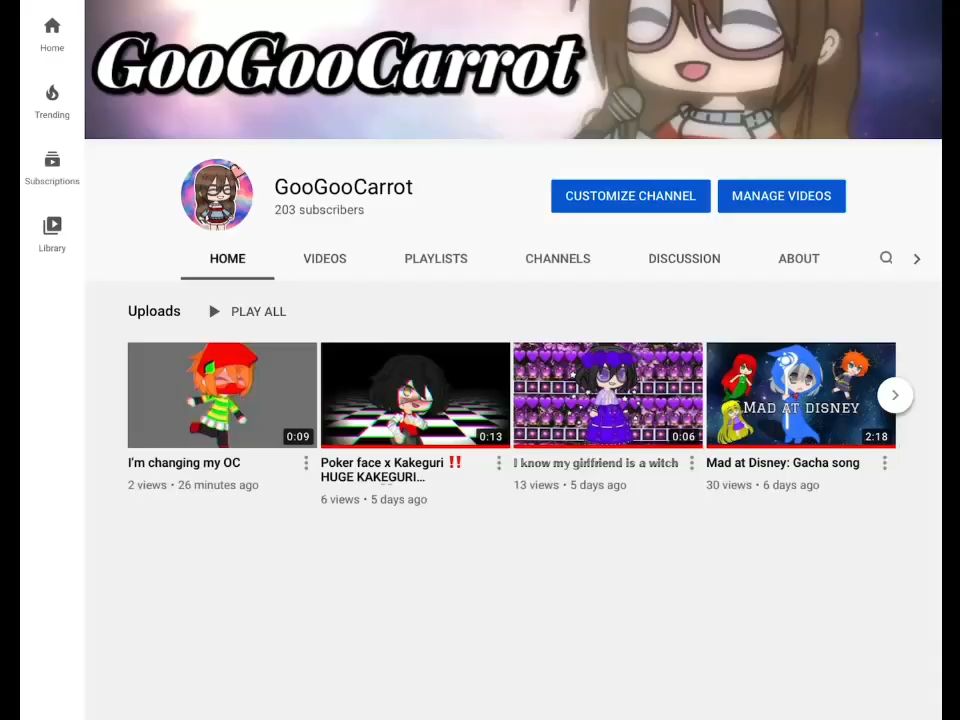 GooGooCarrot
Home
Trending
Subscriptions
Library
GooGooCarrot
203 subscribers
CUSTOMIZE CHANNEL
MANAGE VIDEOS
HOME VIDEOS PLAYLISTS CHANNELS DISCUSSION ABOUT
Uploads PLAY ALL
0:09
I'm changing my OC
2 views • 26 minutes ago
0:13
Poker face x Kakeguri ‼️
HUGE KAKEGURI...
6 views • 5 days ago
0:06
I know my girlfriend is a witch
13 views • 5 days ago
MAD AT DISNEY
2:18
Mad at Disney: Gacha song
30 views • 6 days ago